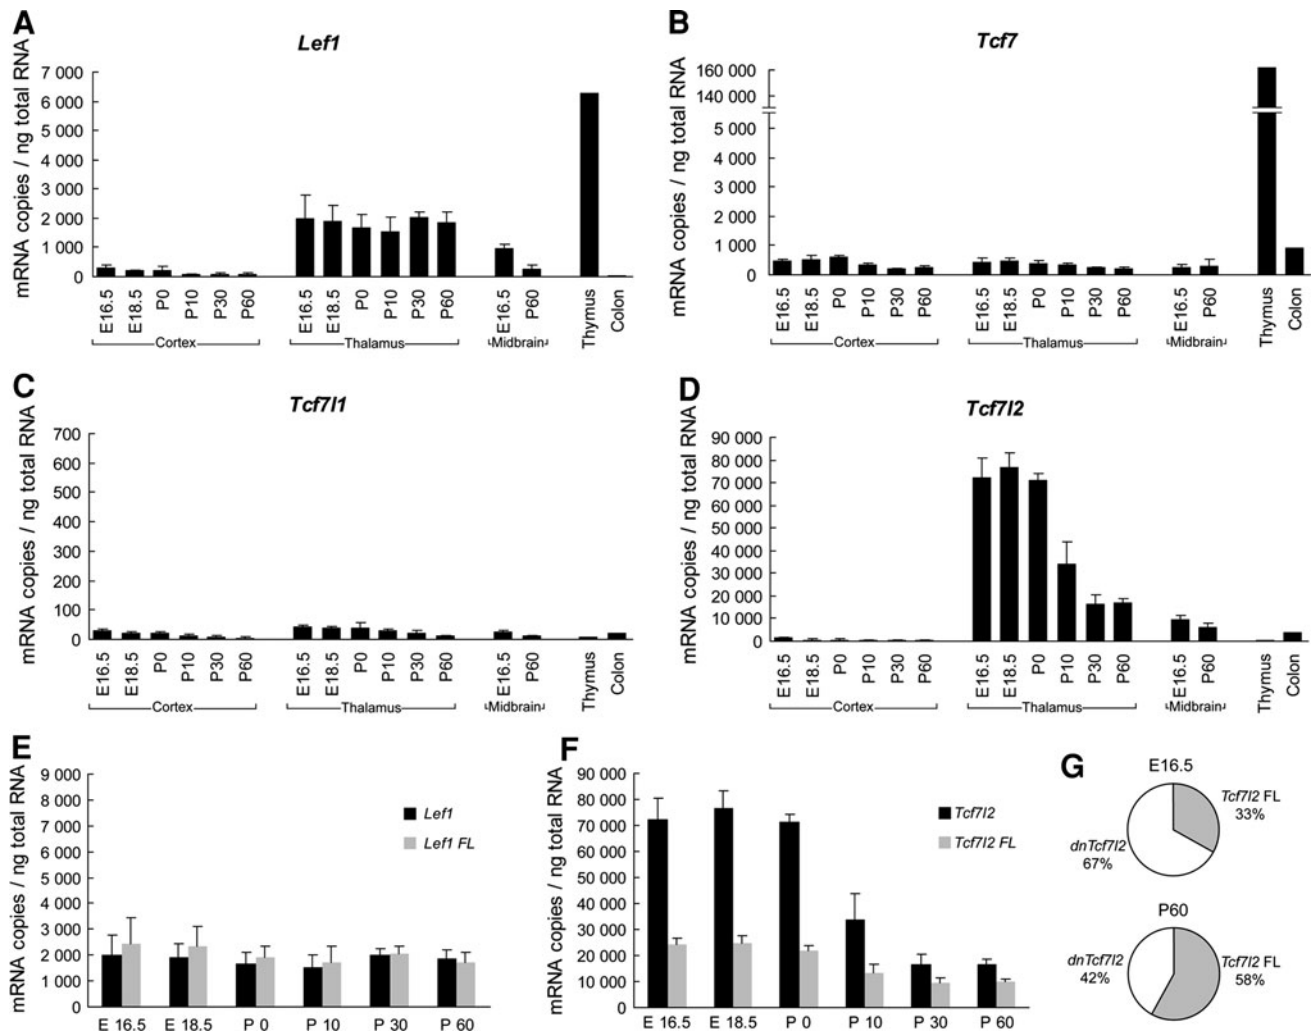 A
Lef1
mRNA copies / ng total RNA
7 000
6 000
5 000
4 000
3 000
2 000
1 000
0
E16.5 E18.5 P0 P10 P30 P60 E16.5 E18.5 P0 P10 P30 P60 E16.5 P60 Thymus Colon
Cortex Thalamus Midbrain
B
Tcf7
mRNA copies / ng total RNA
160 000
140 000
5 000
4 000
3 000
2 000
1 000
0
E16.5 E18.5 P0 P10 P30 P60 E16.5 E18.5 P0 P10 P30 P60 E16.5 P60 Thymus Colon
Cortex Thalamus Midbrain
C
Tcf7l1
mRNA copies / ng total RNA
700
600
500
400
300
200
100
0
E16.5 E18.5 P0 P10 P30 P60 E16.5 E18.5 P0 P10 P30 P60 E16.5 P60 Thymus Colon
Cortex Thalamus Midbrain
D
Tcf7l2
mRNA copies / ng total RNA
90 000
80 000
70 000
60 000
50 000
40 000
30 000
20 000
10 000
0
E16.5 E18.5 P0 P10 P30 P60 E16.5 E18.5 P0 P10 P30 P60 E16.5 P60 Thymus Colon
Cortex Thalamus Midbrain
E
mRNA copies / ng total RNA
9 000
8 000
7 000
6 000
5 000
4 000
3 000
2 000
1 000
0
Lef1
Lef1 FL
E 16.5 E 18.5 P 0 P 10 P 30 P 60
F
mRNA copies / ng total RNA
90 000
80 000
70 000
60 000
50 000
40 000
30 000
20 000
10 000
0
Tcf7l2
Tcf7l2 FL
E 16.5 E 18.5 P 0 P 10 P 30 P 60
G
E16.5
Tcf7l2 FL
33%
dnTcf7l2
67%
P60
dnTcf7l2
42%
Tcf7l2 FL
58%